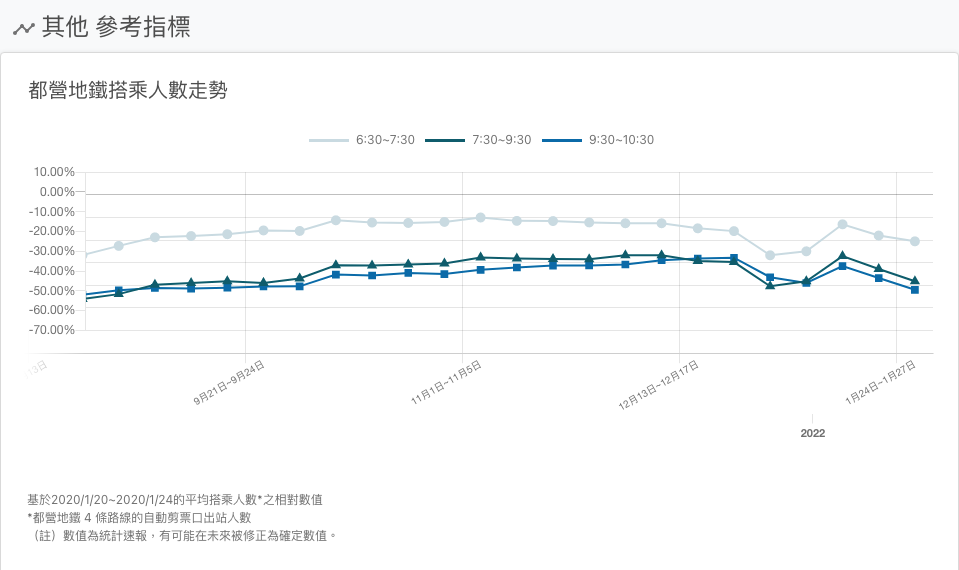 其他 參考指標
都營地鐵搭乘人數走勢
6:30~7:30 7:30~9:30 9:30~10:30
10.00%
0.00%
-10.00%
-20.00%
-30.00%
-40.00%
-50.00%
-60.00%
-70.00%
13日 9月21日~9月24日 11月1日~11月5日 12月13日~12月17日 1月24日~1月27日
2022
基於2020/1/20~2020/1/24的平均搭乘人數*之相對數值
*都營地鐵 4 條路線的自動剪票口出站人數
（註）數值為統計速報，有可能在未來被修正為確定數值。